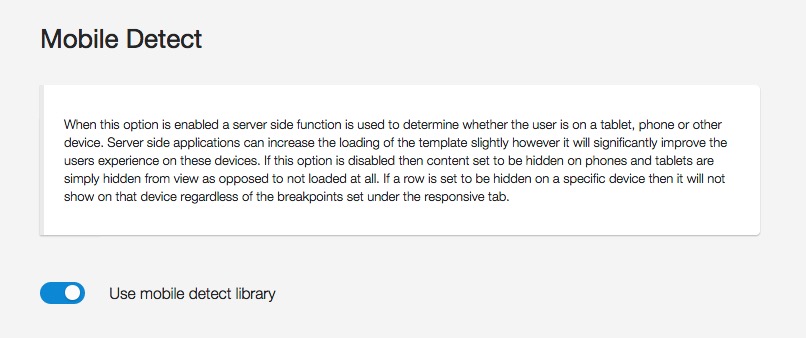 Mobile Detect
When this option is enabled a server side function is used to determine whether the user is on a tablet, phone or other
device. Server side applications can increase the loading of the template slightly however it will significantly improve the
users experience on these devices. If this option is disabled then content set to be hidden on phones and tablets are
simply hidden from view as opposed to not loaded at all. If a row is set to be hidden on a specific device then it will not
show on that device regardless of the breakpoints set under the responsive tab.
Use mobile detect library